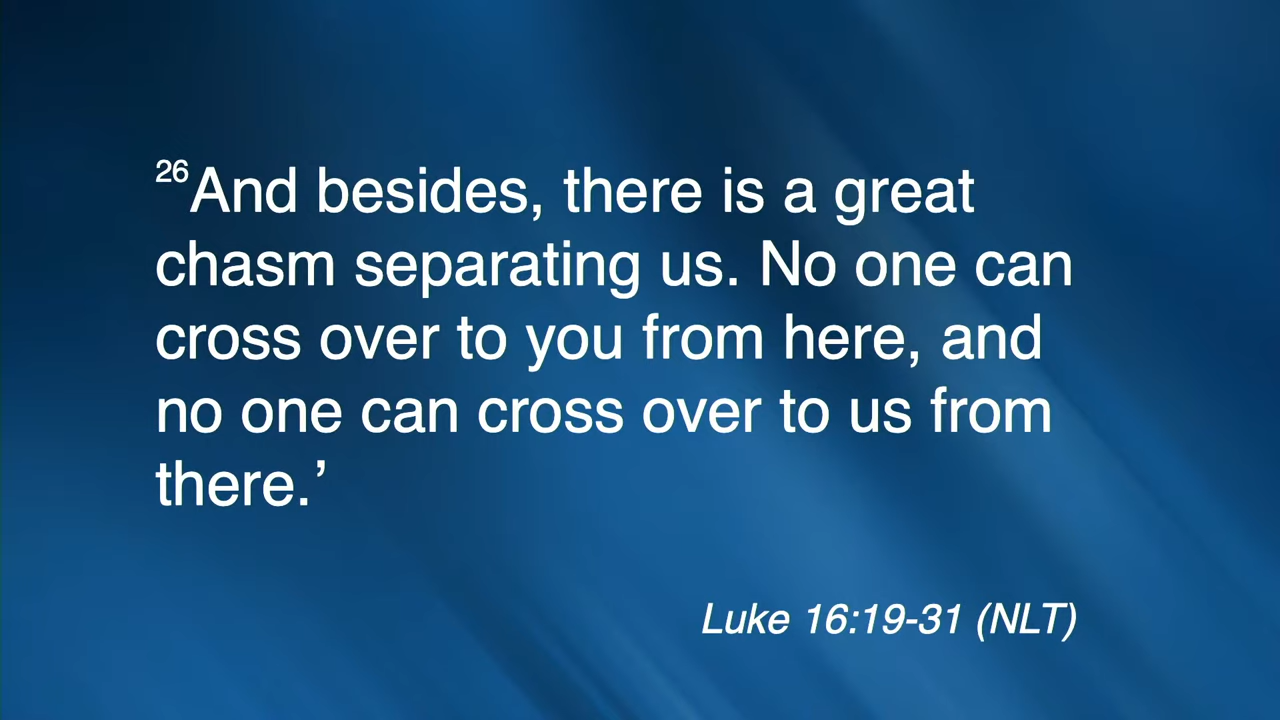 26And besides, there is a great
chasm separating us. No one can
cross over to you from here, and
no one can cross over to us from
there.’
Luke 16:19-31 (NLT)